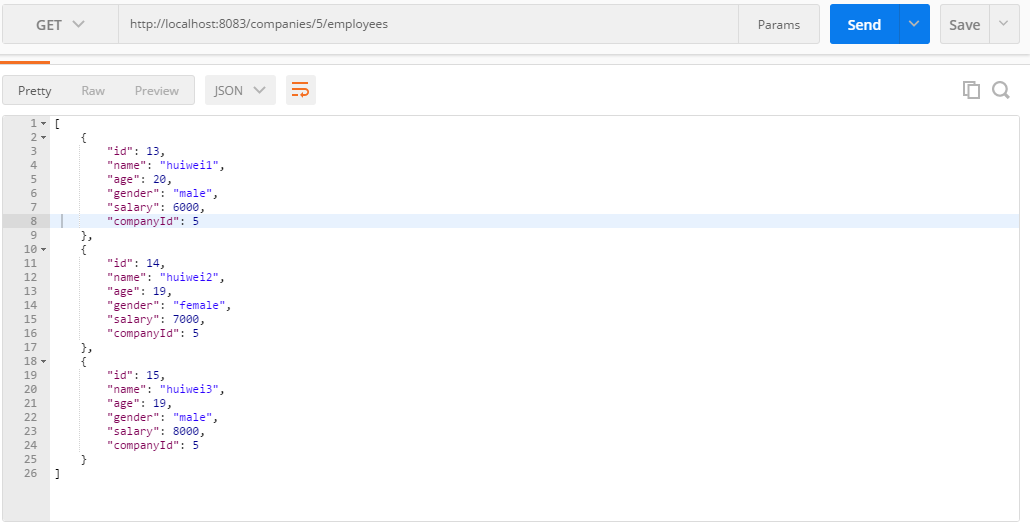 GET http://localhost:8083/companies/5/employees Params Send Save
Pretty Raw Preview JSON
1 [
2 {
3 "id": 13,
4 "name": "huiwei1",
5 "age": 20,
6 "gender": "male",
7 "salary": 6000,
8 "companyId": 5
9 },
10 {
11 "id": 14,
12 "name": "huiwei2",
13 "age": 19,
14 "gender": "female",
15 "salary": 7000,
16 "companyId": 5
17 },
18 {
19 "id": 15,
20 "name": "huiwei3",
21 "age": 19,
22 "gender": "male",
23 "salary": 8000,
24 "companyId": 5
25 }
26 ]